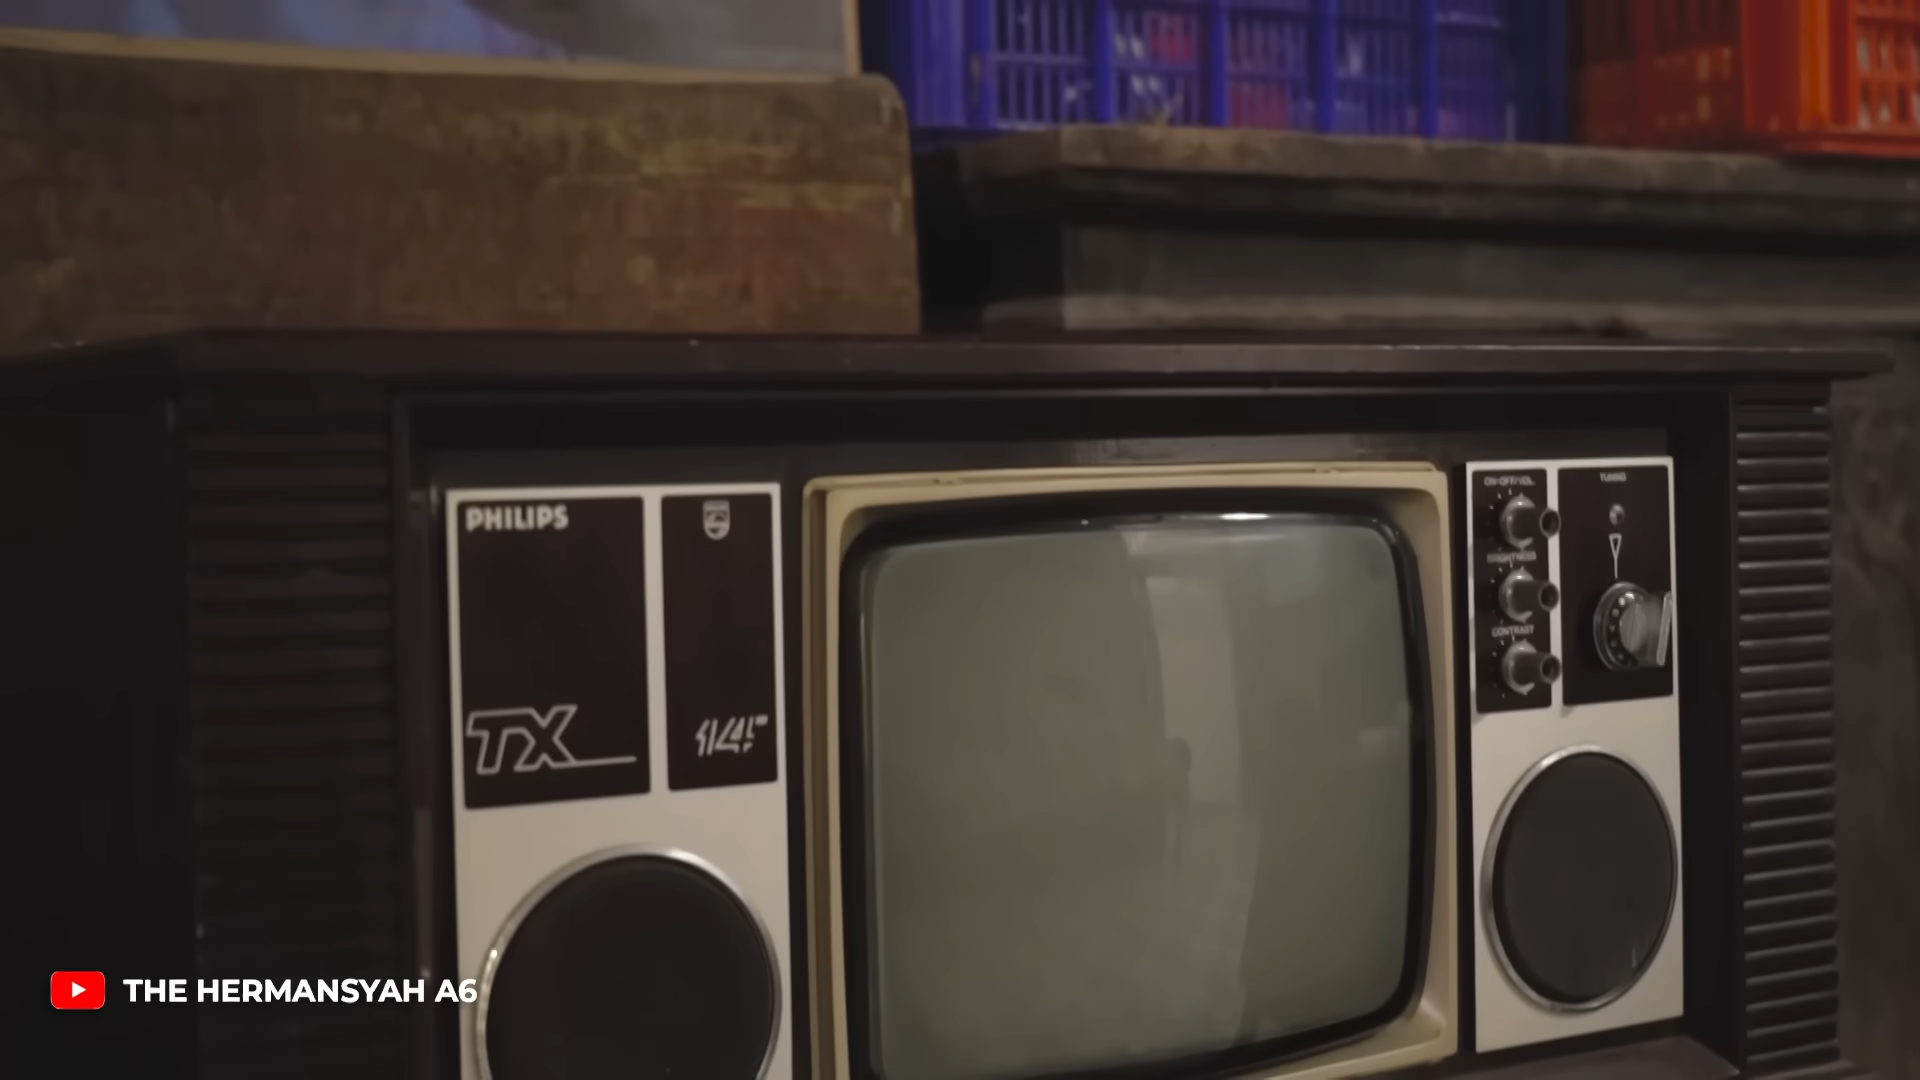 PHILIPS
TX
ON-OFF/VOL.
BRIGHTNESS
CONTRAST
TUNING
THE HERMANSYAH A6